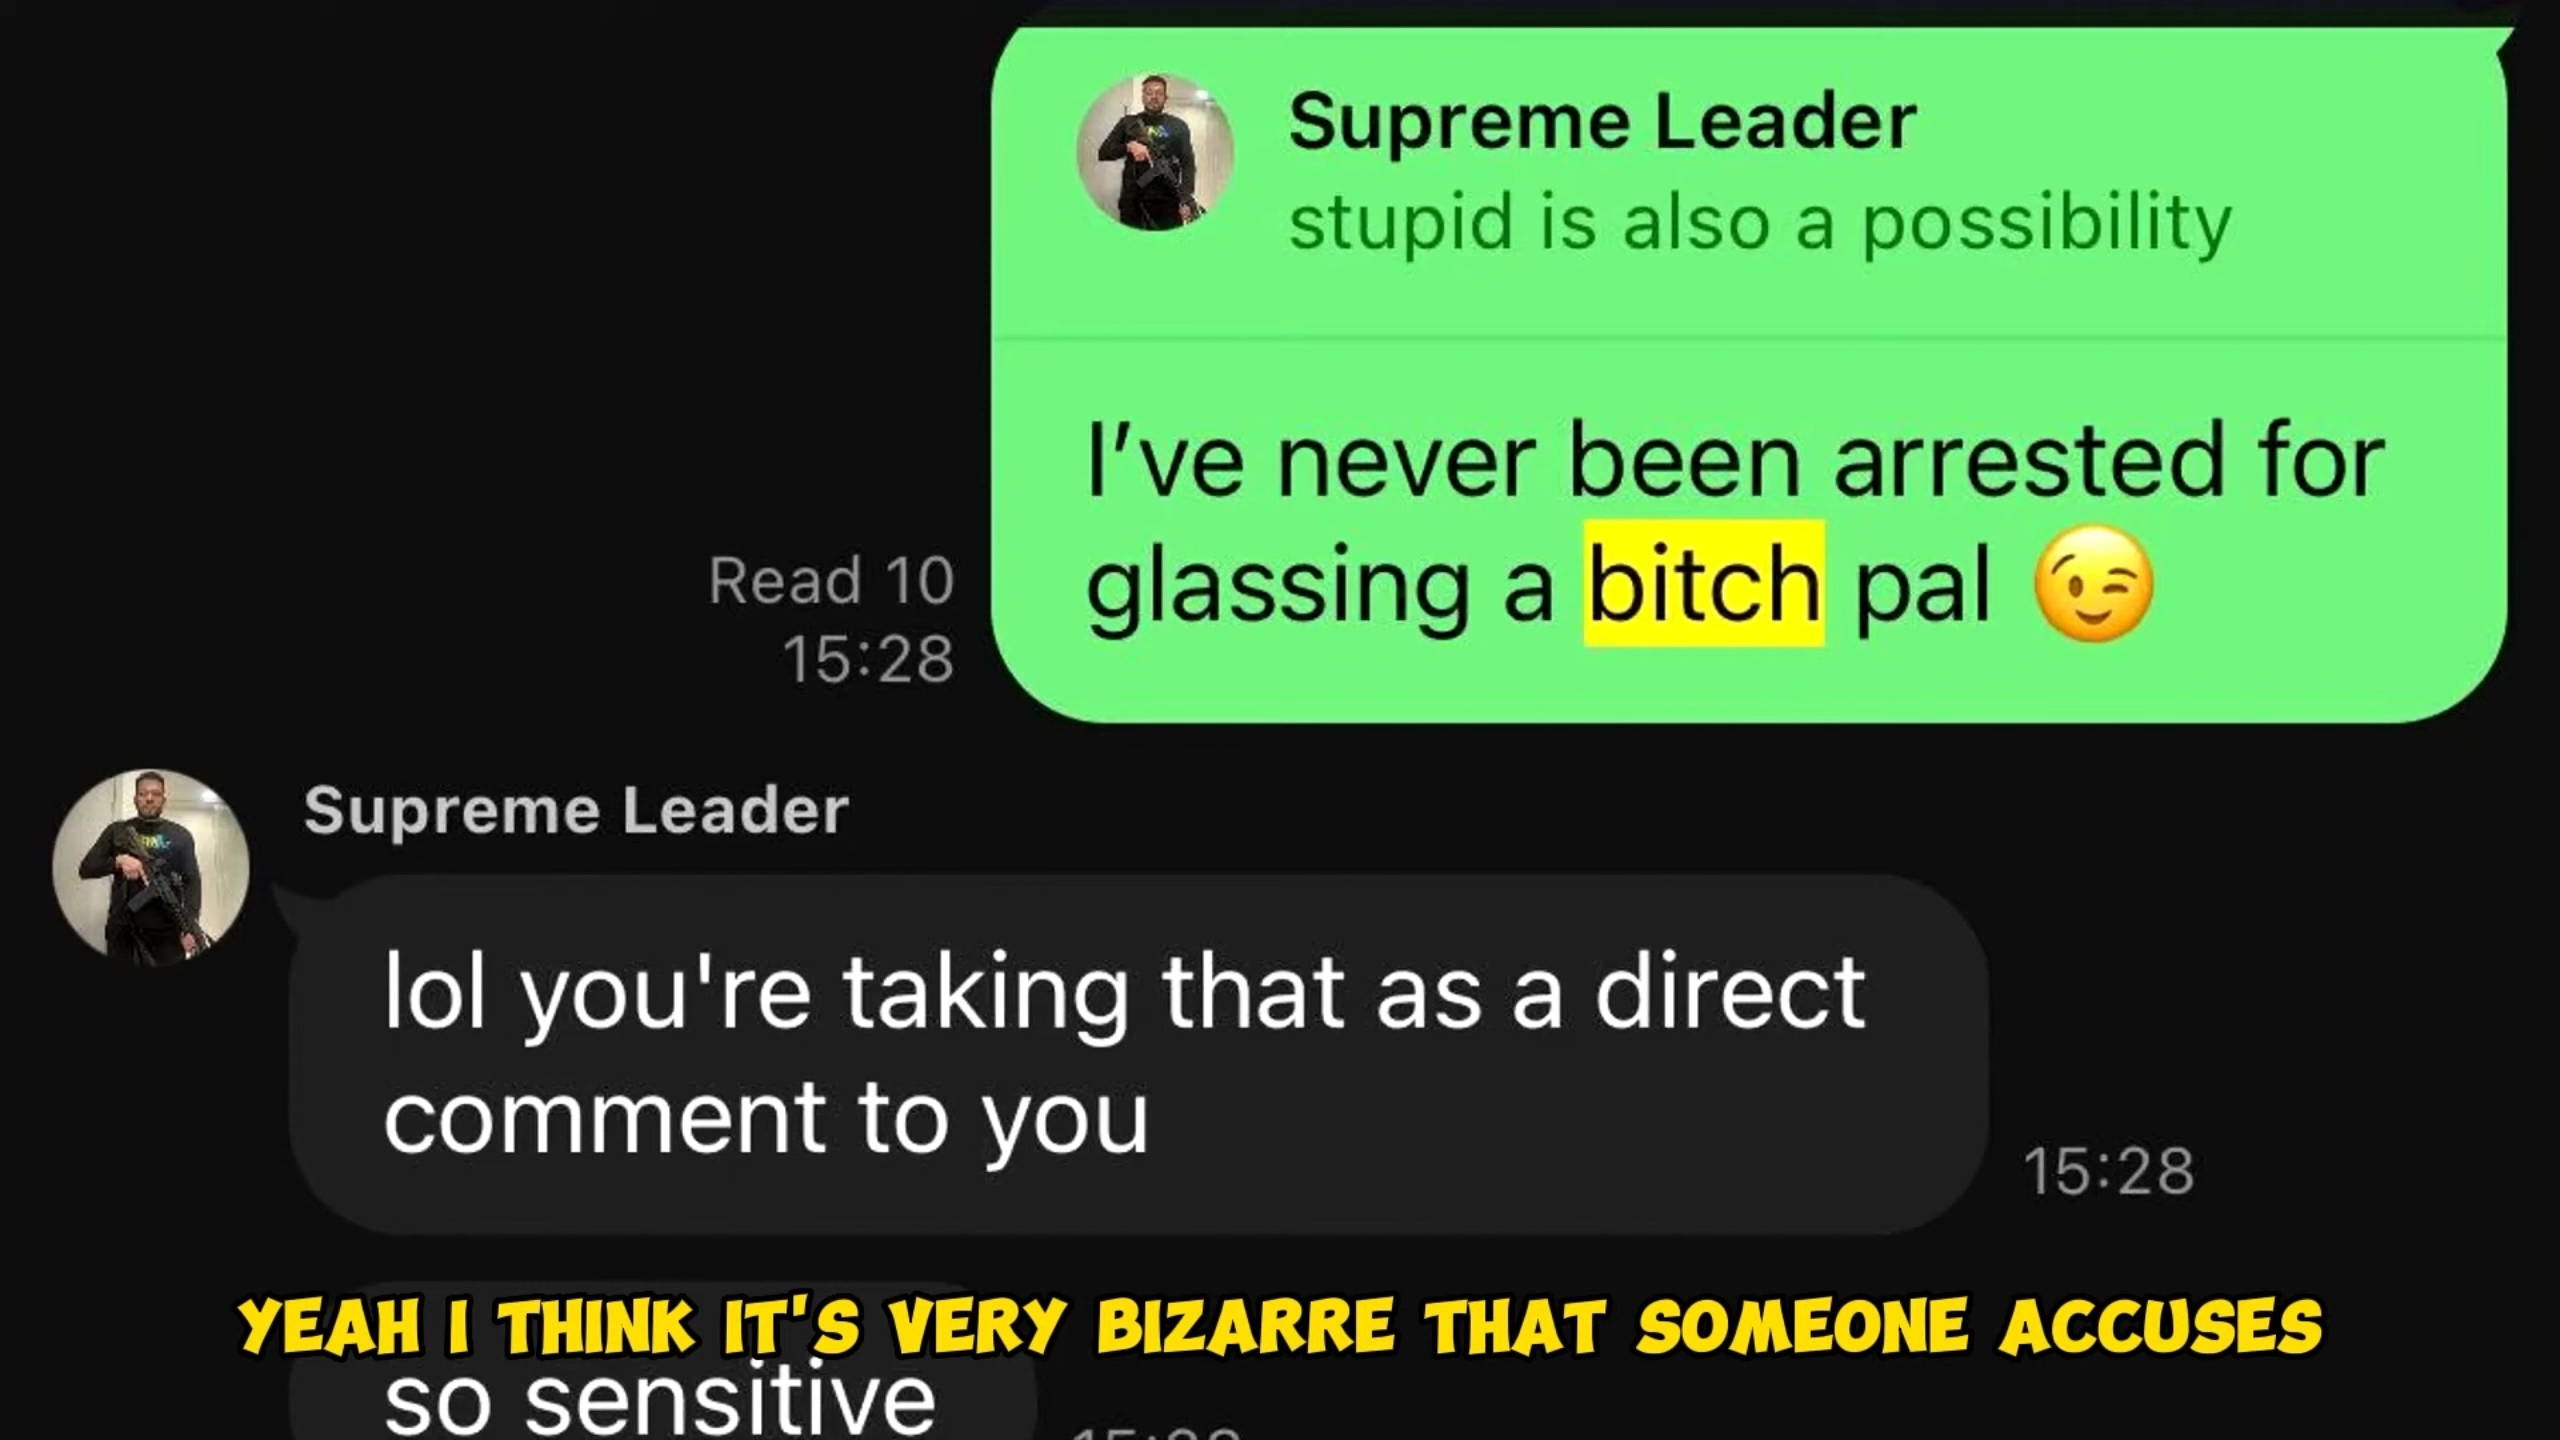 Supreme Leader
stupid is also a possibility
I've never been arrested for
glassing a bitch pal 😉
Read 10
15:28
Supreme Leader
lol you're taking that as a direct
comment to you
15:28
YEAH I THINK IT'S VERY BIZARRE THAT SOMEONE ACCUSES
so sensitive